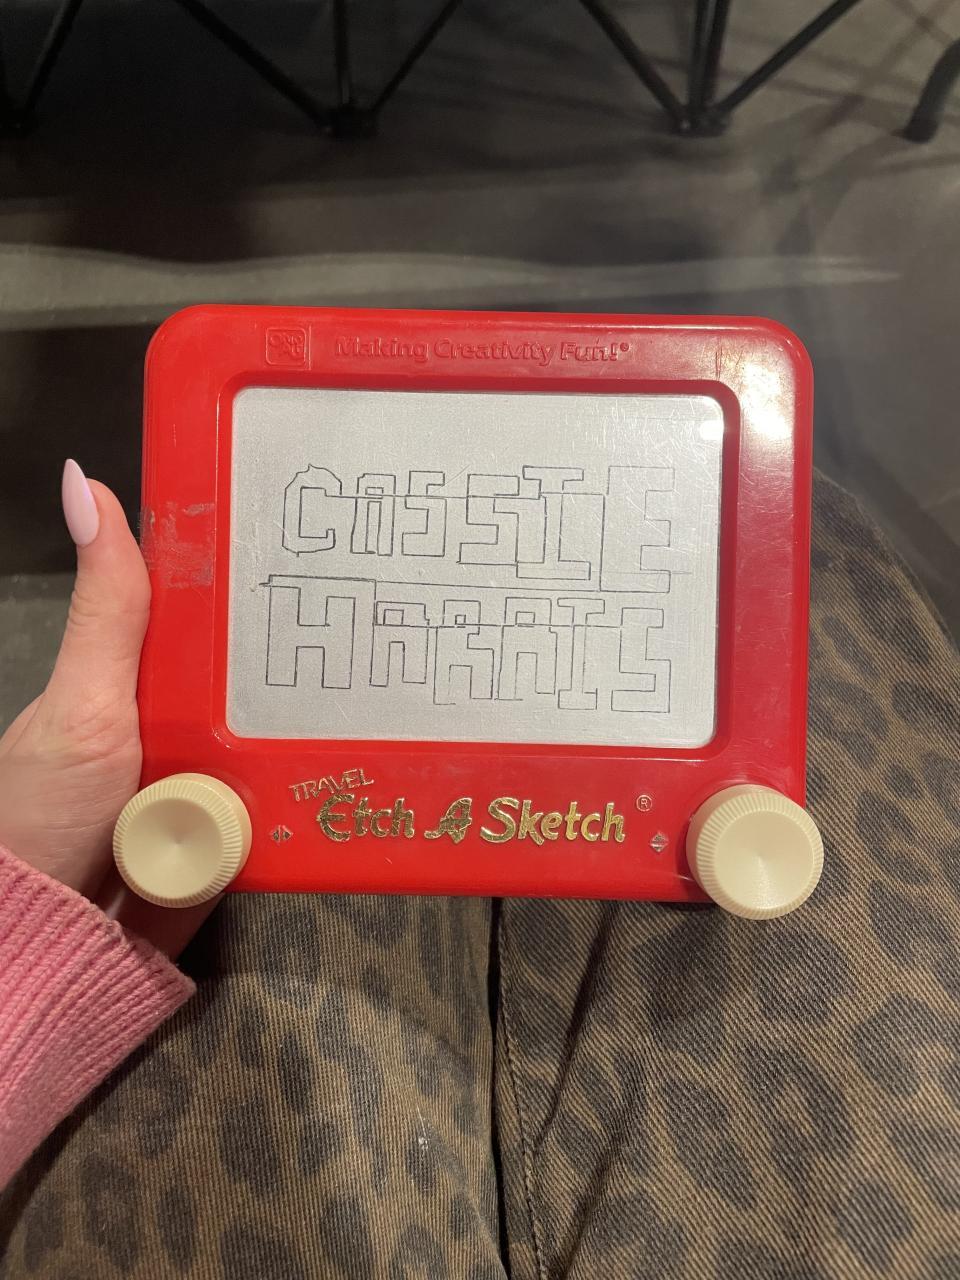 Making Creativity Fun!®
CASSIE
HARRIS
TRAVEL
Etch A Sketch ®